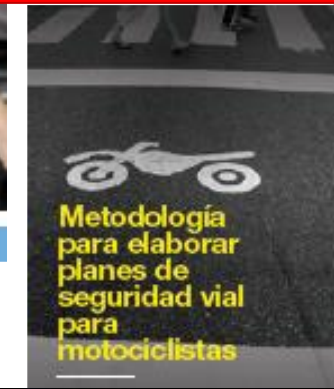 Metodología
para elaborar
planes de
seguridad vial
para
motociclistas